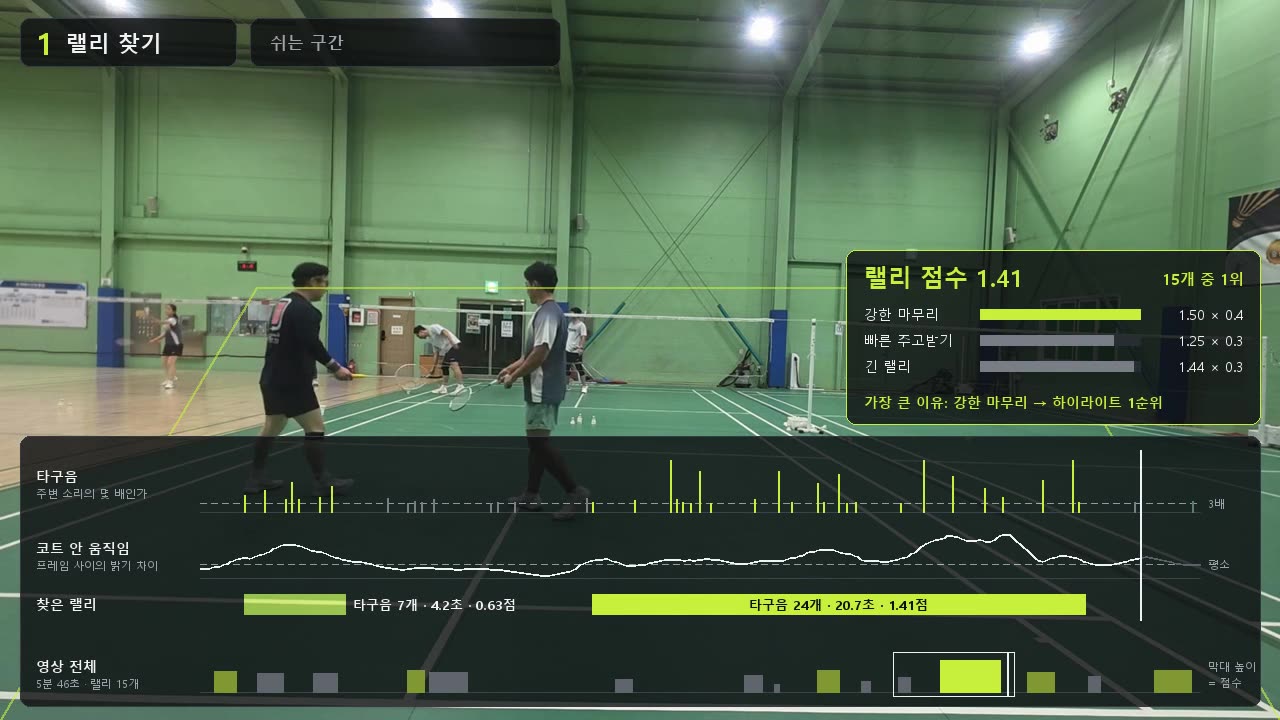 1 랠리 찾기
쉬는 구간
랠리 점수 1.41
15개 중 1위
강한 마무리 1.50 × 0.4
빠른 주고받기 1.25 × 0.3
긴 랠리 1.44 × 0.3
가장 큰 이유: 강한 마무리 → 하이라이트 1순위
타구음
주변 소리의 몇 배인가
3배
코트 안 움직임
프레임 사이의 밝기 차이
평소
찾은 랠리
타구음 7개 · 4.2초 · 0.63점
타구음 24개 · 20.7초 · 1.41점
영상 전체
5분 46초 · 랠리 15개
막대 높이
= 점수